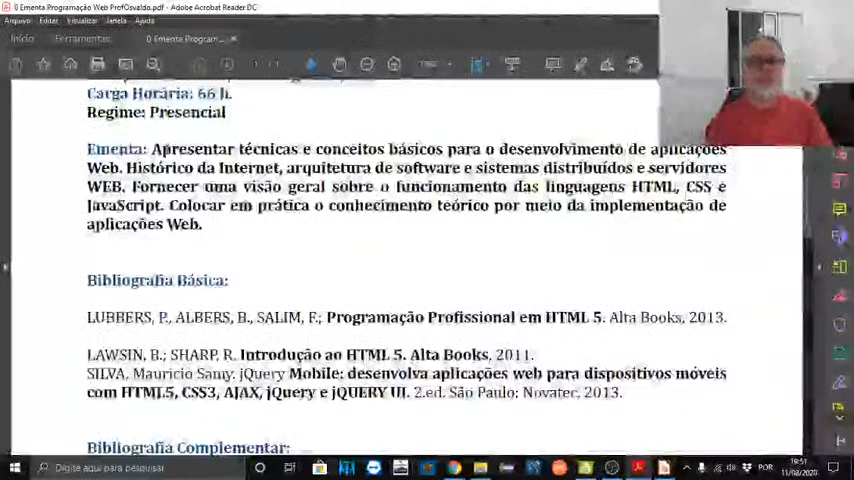 0 Ementa Programação Web ProfOsvaldo.pdf - Adobe Acrobat Reader DC
Arquivo Editar Visualizar Janela Ajuda
Início Ferramentas 0 Ementa Program... ×
Carga Horária: 66 h.
Regime: Presencial
Ementa: Apresentar técnicas e conceitos básicos para o desenvolvimento de aplicações
Web. Histórico da Internet, arquitetura de software e sistemas distribuídos e servidores
WEB. Fornecer uma visão geral sobre o funcionamento das linguagens HTML, CSS e
JavaScript. Colocar em prática o conhecimento teórico por meio da implementação de
aplicações Web.
Bibliografia Básica:
LUBBERS, P., ALBERS, B., SALIM, F.; Programação Profissional em HTML 5. Alta Books, 2013.
LAWSIN, B.; SHARP, R. Introdução ao HTML 5. Alta Books, 2011.
SILVA, Mauricio Samy. jQuery Mobile: desenvolva aplicações web para dispositivos móveis
com HTML5, CSS3, AJAX, jQuery e jQUERY UI. 2.ed. São Paulo: Novatec, 2013.
Bibliografia Complementar:
Digite aqui para pesquisar
POR
19:51
11/08/2020